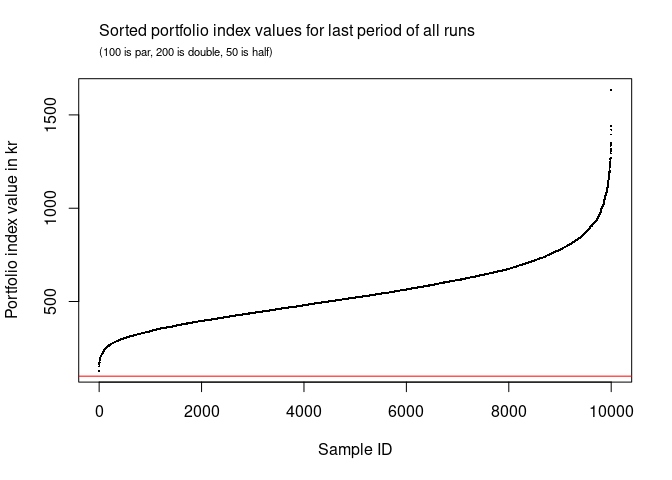 Sorted portfolio index values for last period of all runs
(100 is par, 200 is double, 50 is half)
Portfolio index value in kr
1500
1000
500
0 2000 4000 6000 8000 10000
Sample ID